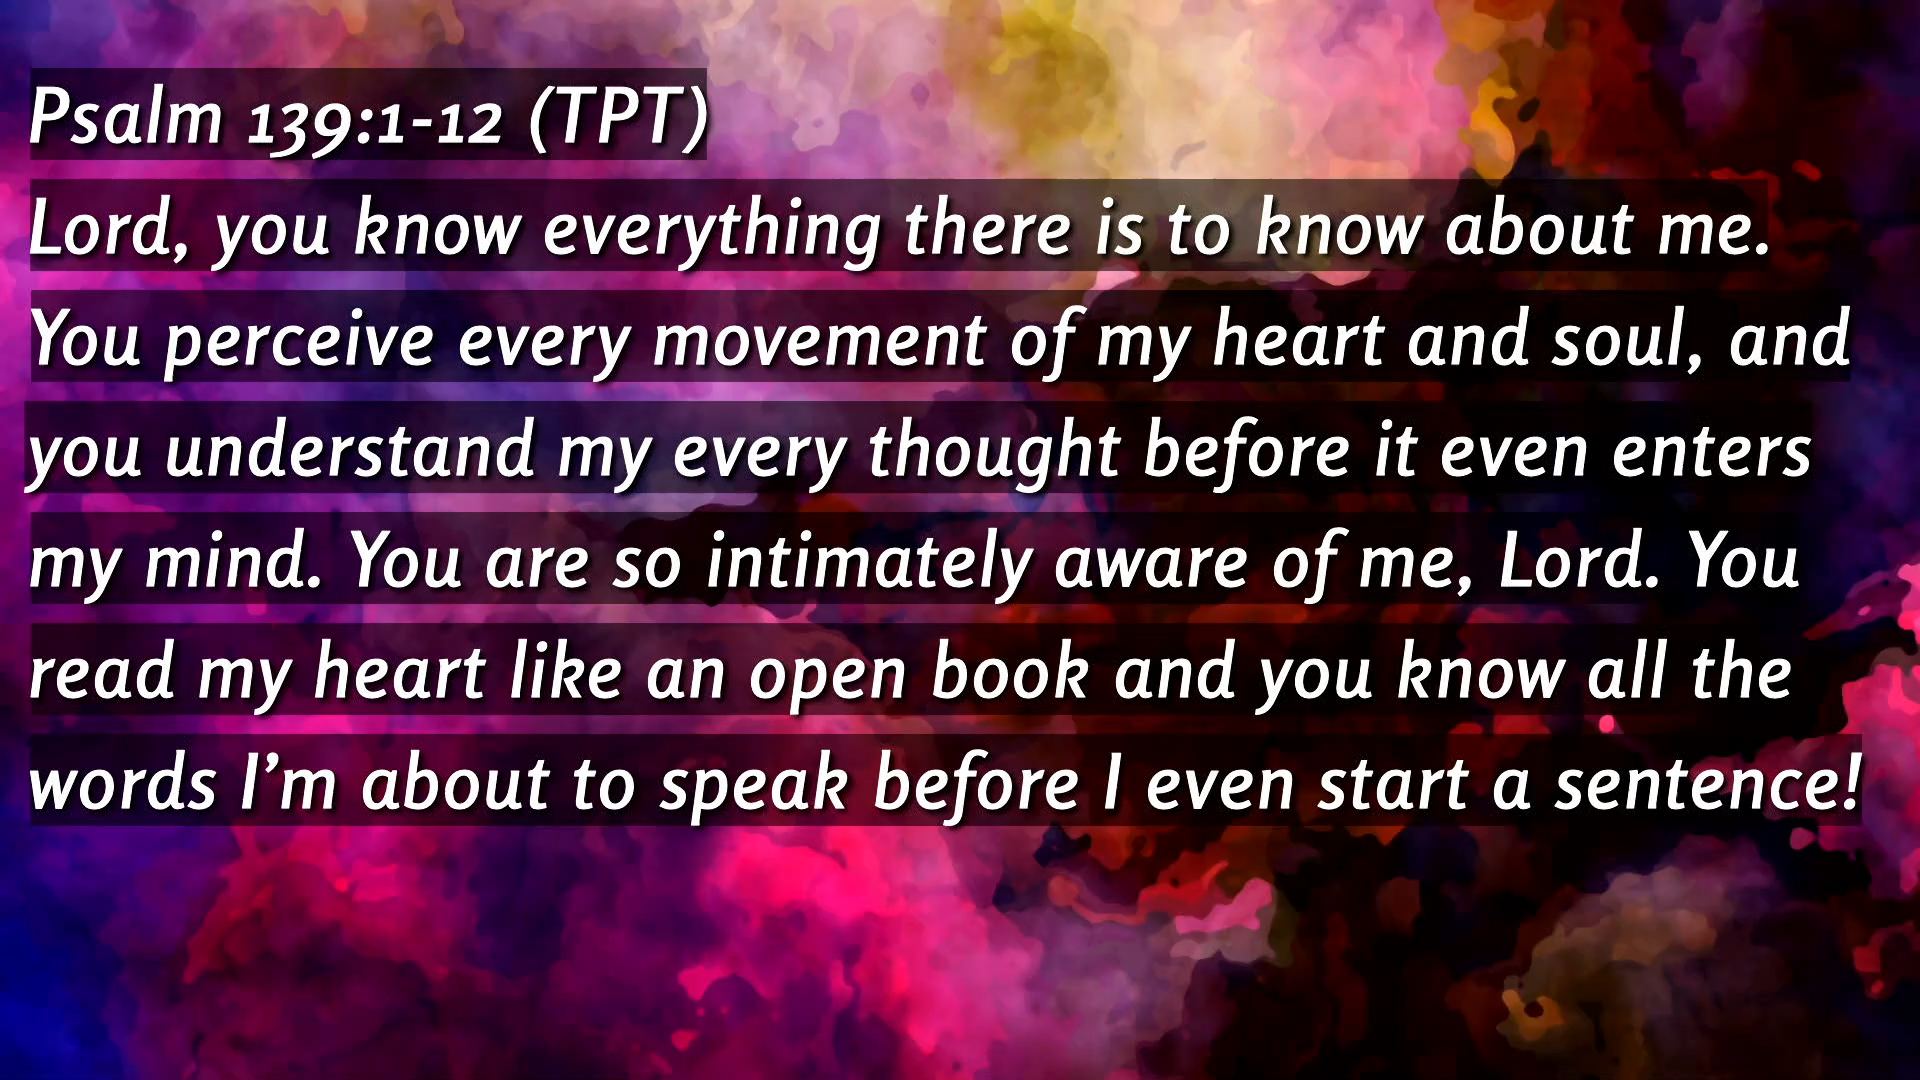 Psalm 139:1-12 (TPT)
Lord, you know everything there is to know about me.
You perceive every movement of my heart and soul, and
you understand my every thought before it even enters
my mind. You are so intimately aware of me, Lord. You
read my heart like an open book and you know all the
words I’m about to speak before I even start a sentence!